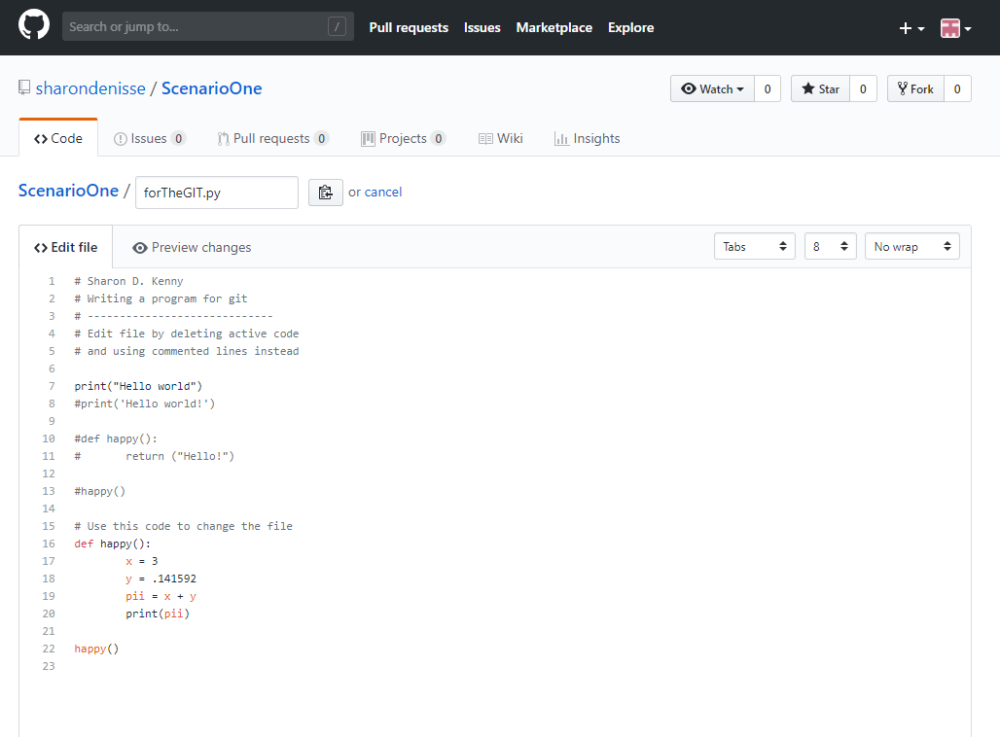 Search or jump to... / Pull requests Issues Marketplace Explore
sharondenisse / ScenarioOne Watch 0 Star 0 Fork 0
Code Issues 0 Pull requests 0 Projects 0 Wiki Insights
ScenarioOne / forTheGIT.py or cancel
<> Edit file Preview changes Tabs 8 No wrap
1 # Sharon D. Kenny
2 # Writing a program for git
3 # -----------------------------
4 # Edit file by deleting active code
5 # and using commented lines instead
6
7 print("Hello world")
8 #print('Hello world!')
9
10 #def happy():
11 #       return ("Hello!")
12
13 #happy()
14
15 # Use this code to change the file
16 def happy():
17         x = 3
18         y = .141592
19         pii = x + y
20         print(pii)
21
22 happy()
23